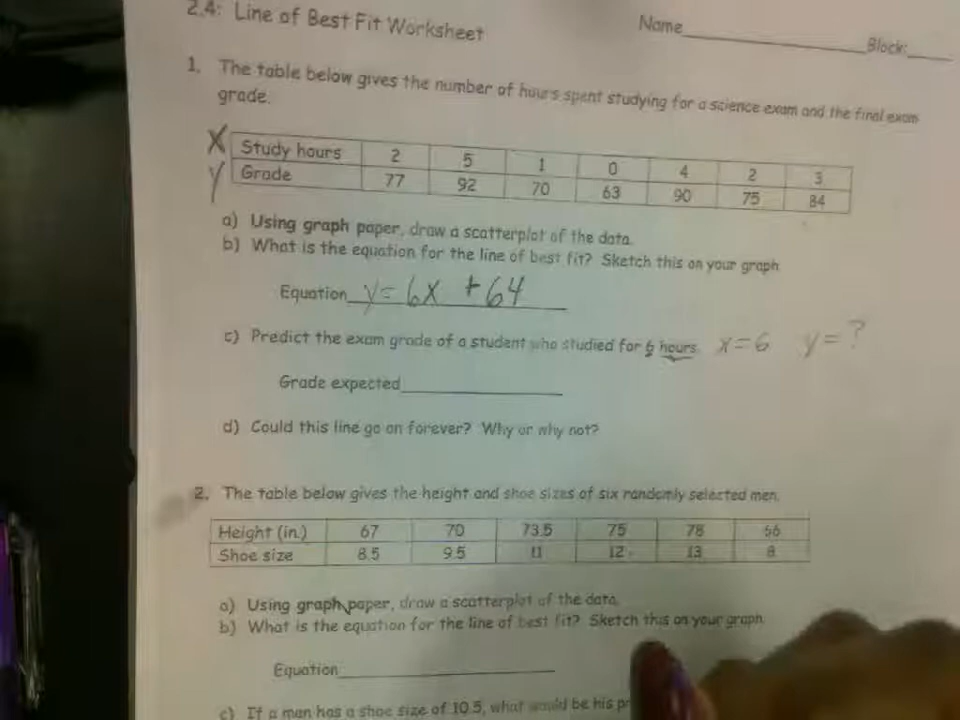 2.4: Line of Best Fit Worksheet
Name
Block:
1. The table below gives the number of hours spent studying for a science exam and the final exam
grade.
X Study hours 2 5 1 0 4 2 3
Y Grade 77 92 70 63 90 75 84
a) Using graph paper, draw a scatterplot of the data.
b) What is the equation for the line of best fit? Sketch this on your graph
Equation y = 6x + 64
c) Predict the exam grade of a student who studied for 6 hours. x = 6 y = ?
Grade expected
d) Could this line go on forever? Why or why not?
2. The table below gives the height and shoe sizes of six randomly selected men.
Height (in.) 67 70 73.5 75 78 66
Shoe size 8.5 9.5 11 12 13 8
a) Using graph paper, draw a scatterplot of the data.
b) What is the equation for the line of best fit? Sketch this on your graph.
Equation
c) If a man has a shoe size of 10.5, what would be his